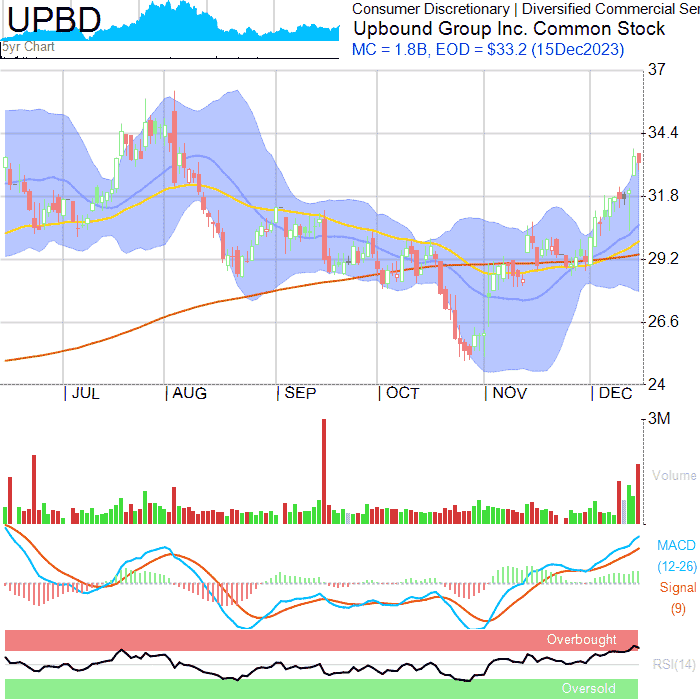 UPBD
5yr Chart
Consumer Discretionary | Diversified Commercial Ser
Upbound Group Inc. Common Stock
MC = 1.8B, EOD = $33.2 (15Dec2023)
37
34.4
31.8
29.2
26.6
24
| JUL | AUG | SEP | OCT | NOV | DEC
3M
Volume
MACD
(12-26)
Signal
(9)
Overbought
RSI(14)
Oversold